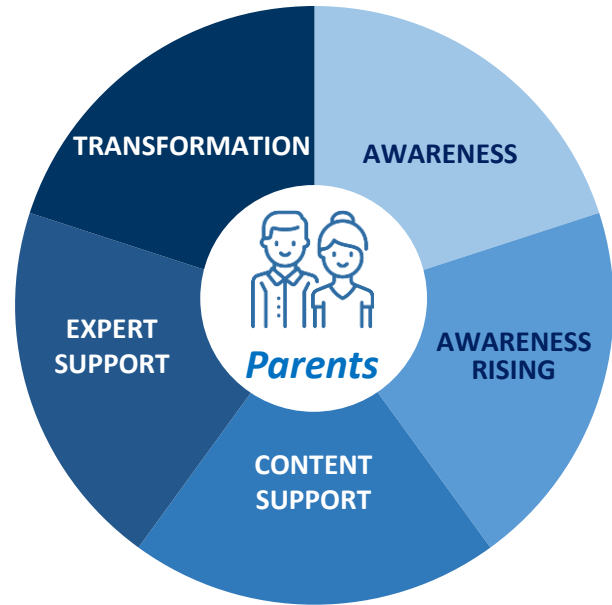 TRANSFORMATION
AWARENESS
EXPERT
SUPPORT
Parents
AWARENESS
RISING
CONTENT
SUPPORT